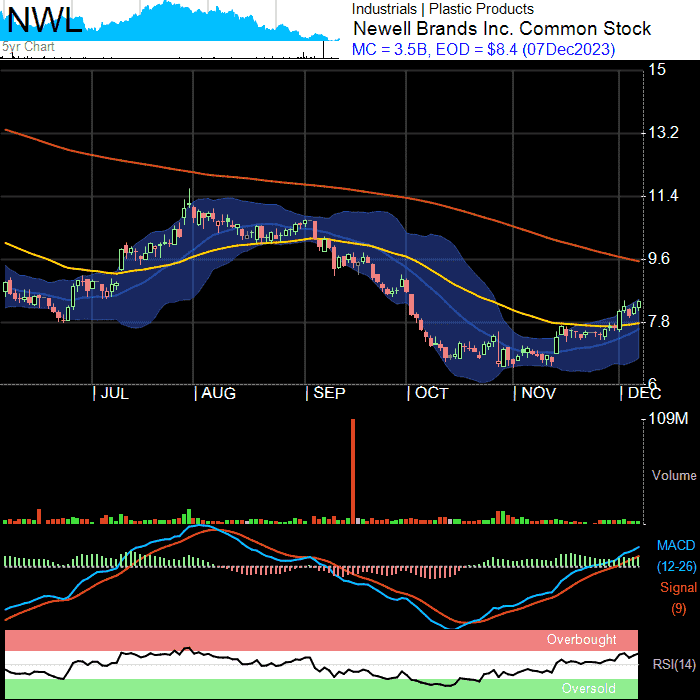 NWL
5yr Chart
Industrials | Plastic Products
Newell Brands Inc. Common Stock
MC = 3.5B, EOD = $8.4 (07Dec2023)
15
13.2
11.4
9.6
7.8
6
| JUL | AUG | SEP | OCT | NOV | DEC
109M
Volume
MACD
(12-26)
Signal
(9)
Overbought
RSI(14)
Oversold